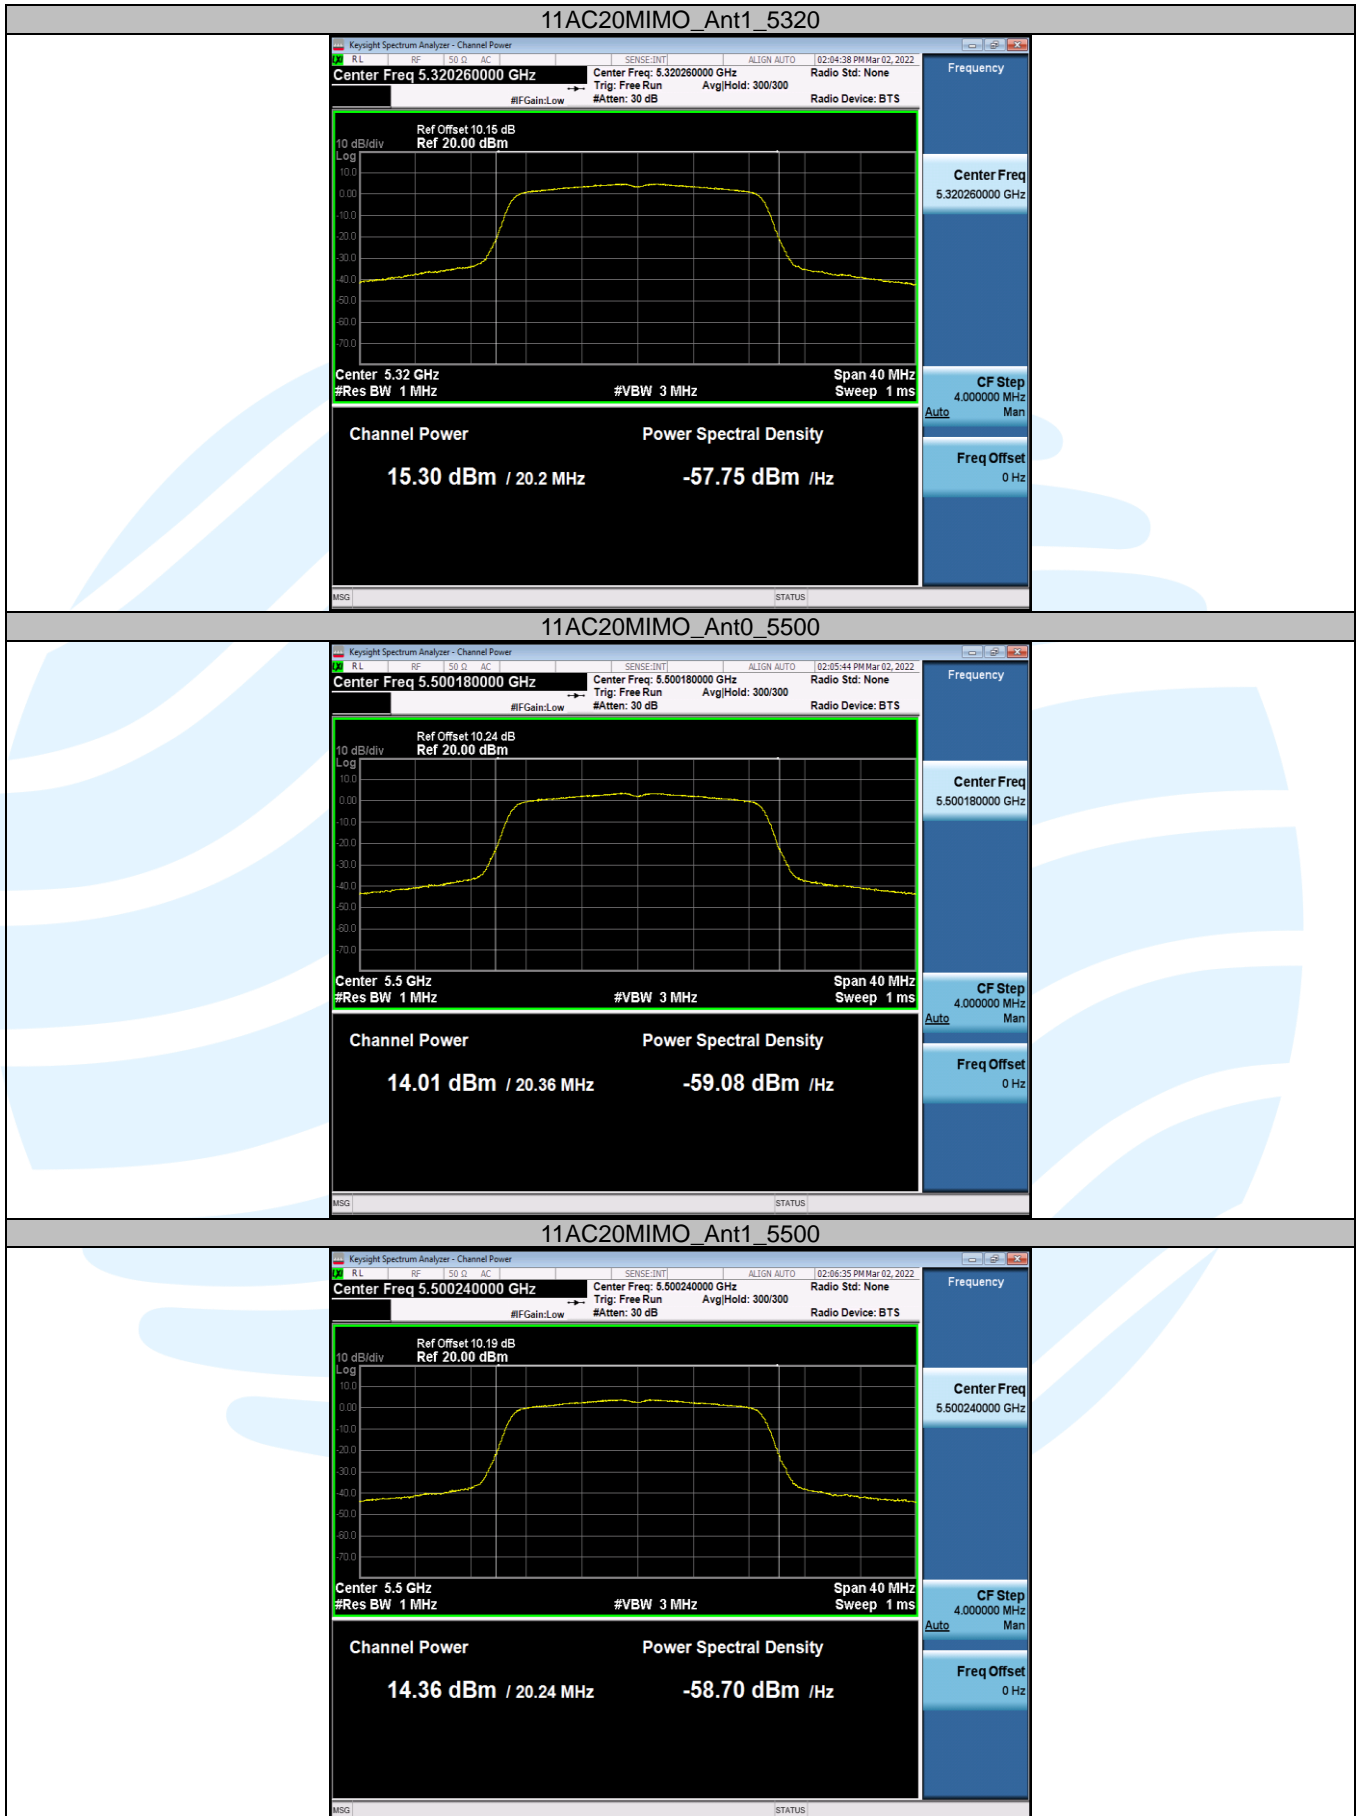 11AC20MIMO_Ant1_5320
Keysight Spectrum Analyzer - Channel Power
RL RF 50 Ω AC SENSE:INT ALIGN AUTO 02:04:38 PM Mar 02, 2022
Center Freq 5.320260000 GHz
Center Freq: 5.320260000 GHz Radio Std: None
Trig: Free Run Avg|Hold: 300/300
#IFGain:Low #Atten: 30 dB Radio Device: BTS
Frequency
Ref Offset 10.15 dB
10 dB/div Ref 20.00 dBm
Log
10.0
0.00
-10.0
-20.0
-30.0
-40.0
-50.0
-60.0
-70.0
Center 5.32 GHz Span 40 MHz
#Res BW 1 MHz #VBW 3 MHz Sweep 1 ms
Channel Power Power Spectral Density
15.30 dBm / 20.2 MHz -57.75 dBm /Hz
Center Freq
5.320260000 GHz
CF Step
4.000000 MHz
Auto Man
Freq Offset
0 Hz
MSG STATUS
11AC20MIMO_Ant0_5500
Keysight Spectrum Analyzer - Channel Power
RL RF 50 Ω AC SENSE:INT ALIGN AUTO 02:05:44 PM Mar 02, 2022
Center Freq 5.500180000 GHz
Center Freq: 5.500180000 GHz Radio Std: None
Trig: Free Run Avg|Hold: 300/300
#IFGain:Low #Atten: 30 dB Radio Device: BTS
Frequency
Ref Offset 10.24 dB
10 dB/div Ref 20.00 dBm
Log
10.0
0.00
-10.0
-20.0
-30.0
-40.0
-50.0
-60.0
-70.0
Center 5.5 GHz Span 40 MHz
#Res BW 1 MHz #VBW 3 MHz Sweep 1 ms
Channel Power Power Spectral Density
14.01 dBm / 20.36 MHz -59.08 dBm /Hz
Center Freq
5.500180000 GHz
CF Step
4.000000 MHz
Auto Man
Freq Offset
0 Hz
MSG STATUS
11AC20MIMO_Ant1_5500
Keysight Spectrum Analyzer - Channel Power
RL RF 50 Ω AC SENSE:INT ALIGN AUTO 02:06:35 PM Mar 02, 2022
Center Freq 5.500240000 GHz
Center Freq: 5.500240000 GHz Radio Std: None
Trig: Free Run Avg|Hold: 300/300
#IFGain:Low #Atten: 30 dB Radio Device: BTS
Frequency
Ref Offset 10.19 dB
10 dB/div Ref 20.00 dBm
Log
10.0
0.00
-10.0
-20.0
-30.0
-40.0
-50.0
-60.0
-70.0
Center 5.5 GHz Span 40 MHz
#Res BW 1 MHz #VBW 3 MHz Sweep 1 ms
Channel Power Power Spectral Density
14.36 dBm / 20.24 MHz -58.70 dBm /Hz
Center Freq
5.500240000 GHz
CF Step
4.000000 MHz
Auto Man
Freq Offset
0 Hz
MSG STATUS